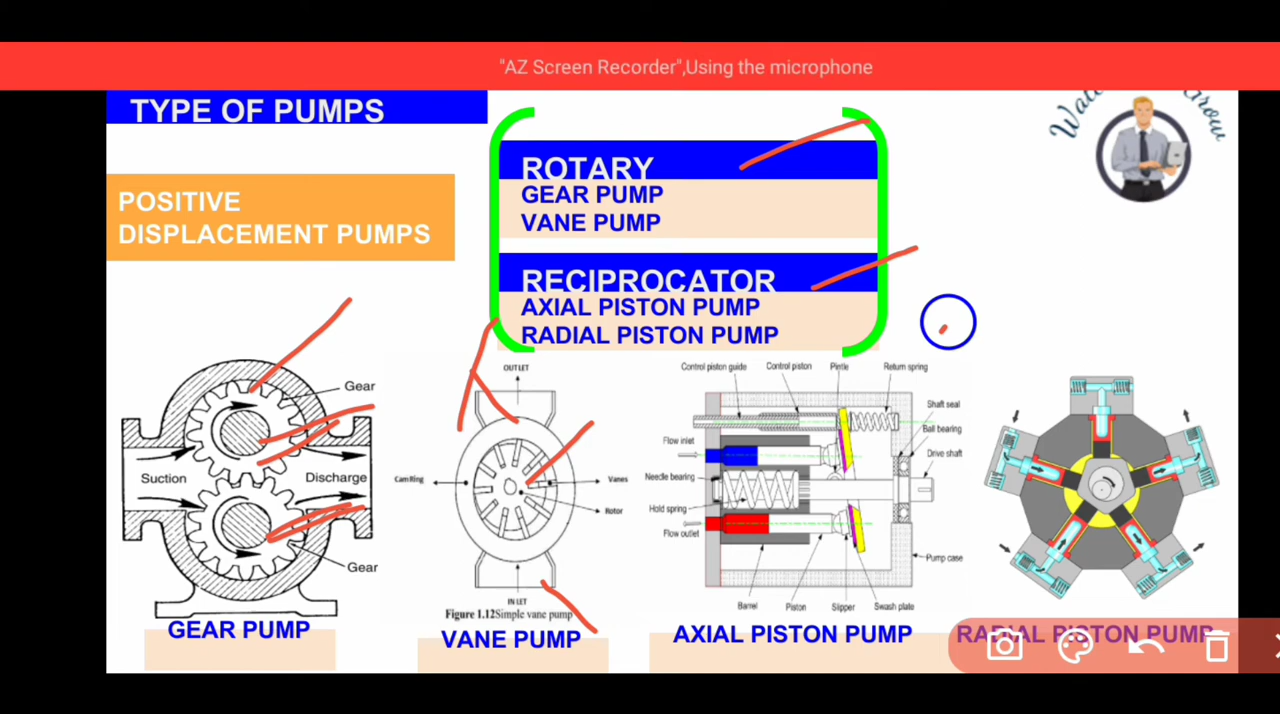 "AZ Screen Recorder",Using the microphone
TYPE OF PUMPS
POSITIVE
DISPLACEMENT PUMPS
ROTARY
GEAR PUMP
VANE PUMP
RECIPROCATOR
AXIAL PISTON PUMP
RADIAL PISTON PUMP
Gear
Suction
Discharge
Gear
GEAR PUMP
OUTLET
Cam Ring
Vanes
Rotor
INLET
Figure 1.12Simple vane pump
VANE PUMP
Control piston guide
Control piston
Pintle
Return spring
Shaft seal
Ball bearing
Drive shaft
Flow inlet
Needle bearing
Hold spring
Flow outlet
Pump case
Barrel
Piston
Slipper
Swash plate
AXIAL PISTON PUMP
RADIAL PISTON PUMP